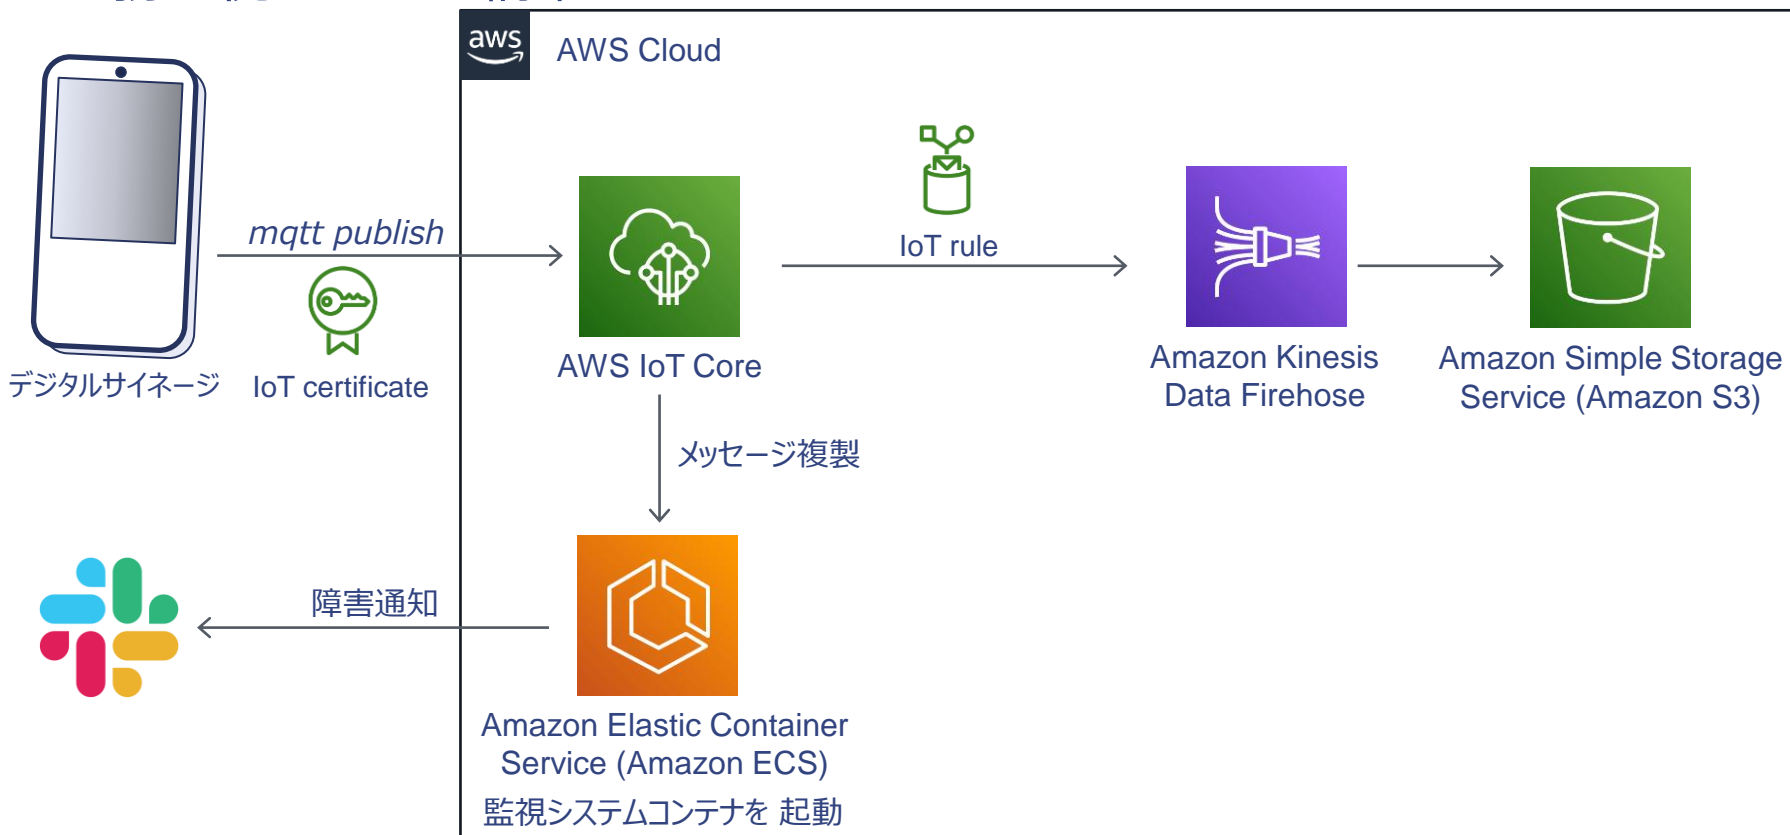 aws
AWS Cloud
mqtt publish
IoT rule
デジタルサイネージ
IoT certificate
AWS IoT Core
Amazon Kinesis
Data Firehose
Amazon Simple Storage
Service (Amazon S3)
メッセージ複製
障害通知
Amazon Elastic Container
Service (Amazon ECS)
監視システムコンテナを 起動